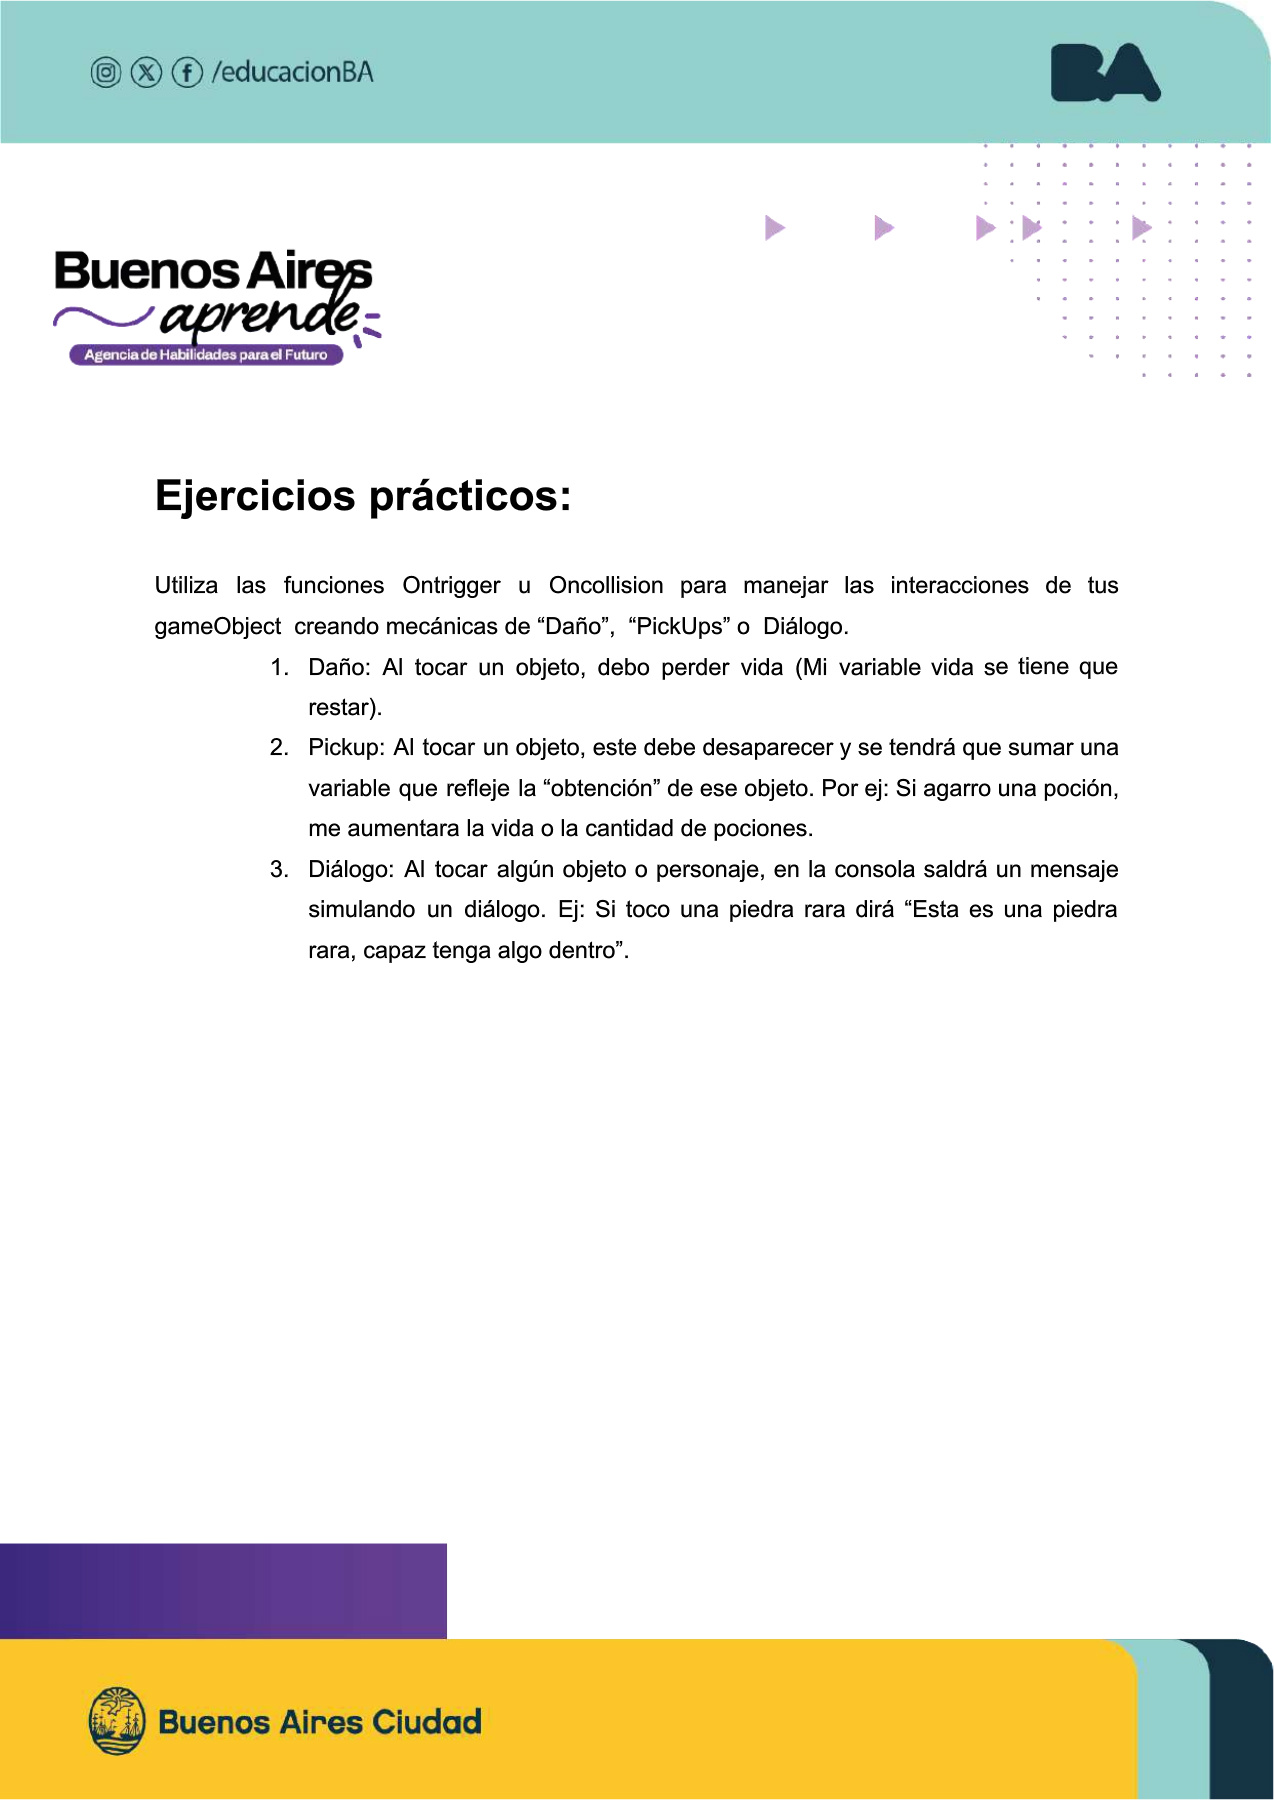 /educacionBA
BA
Buenos Aires
aprende
Agencia de Habilidades para el Futuro
Ejercicios prácticos:
Utiliza las funciones Ontrigger u Oncollision para manejar las interacciones de tus
gameObject creando mecánicas de “Daño”, “PickUps” o Diálogo.
1. Daño: Al tocar un objeto, debo perder vida (Mi variable vida se tiene que
restar).
2. Pickup: Al tocar un objeto, este debe desaparecer y se tendrá que sumar una
variable que refleje la “obtención” de ese objeto. Por ej: Si agarro una poción,
me aumentara la vida o la cantidad de pociones.
3. Diálogo: Al tocar algún objeto o personaje, en la consola saldrá un mensaje
simulando un diálogo. Ej: Si toco una piedra rara dirá “Esta es una piedra
rara, capaz tenga algo dentro”.
Buenos Aires Ciudad